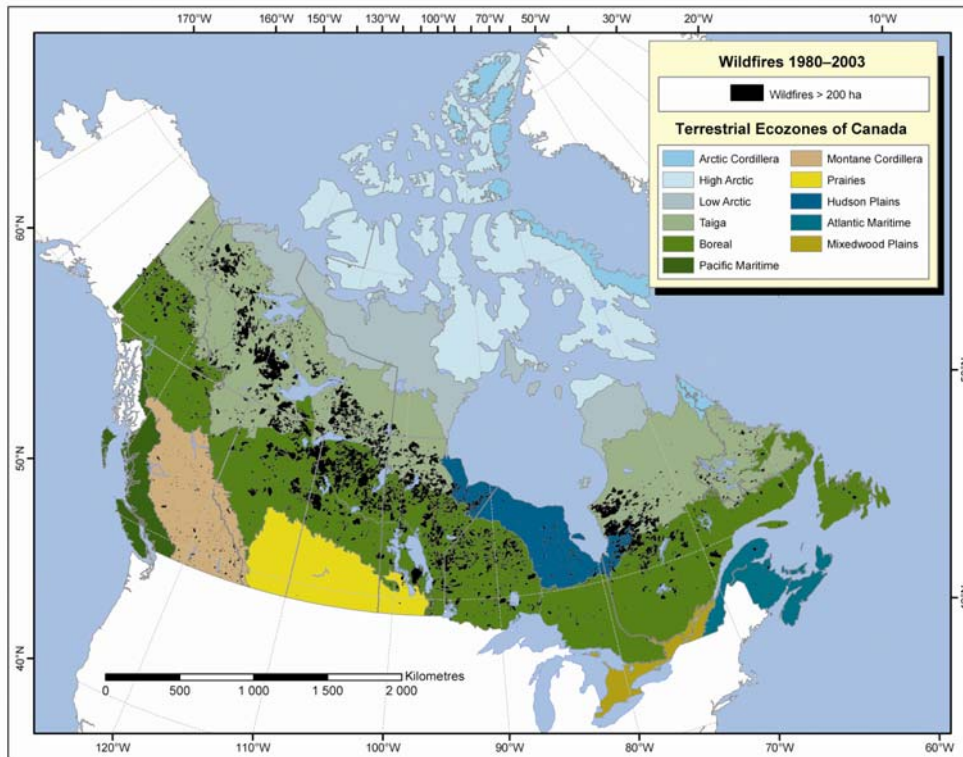 170°W 160°W 150°W 130°W 100°W 70°W 50°W 30°W 20°W 10°W
Wildfires 1980–2003
Wildfires > 200 ha
Terrestrial Ecozones of Canada
Arctic Cordillera
High Arctic
Low Arctic
Taiga
Boreal
Pacific Maritime
Montane Cordillera
Prairies
Hudson Plains
Atlantic Maritime
Mixedwood Plains
60°N
50°N
40°N
Kilometres
0 500 1 000 1 500 2 000
120°W 110°W 100°W 90°W 80°W 70°W 60°W